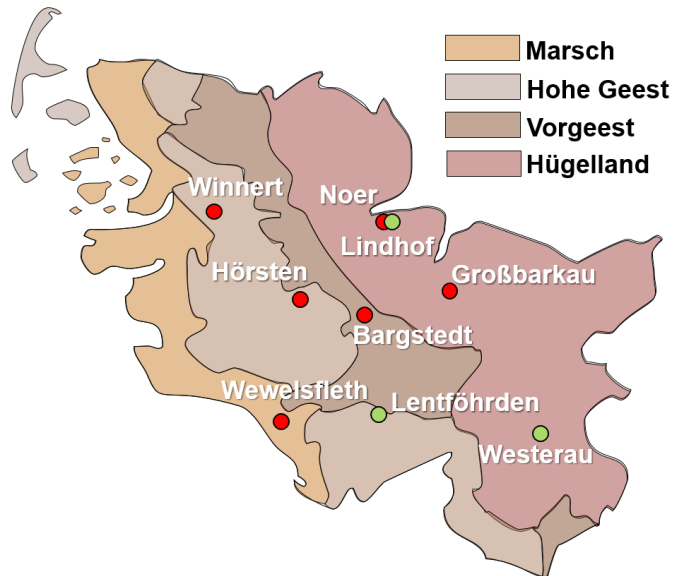 Marsch
Hohe Geest
Vorgeest
Hügelland
Winnert
Noer
Lindhof
Hörsten
Großbarkau
Bargstedt
Wewelsfleth
Lentföhrden
Westerau